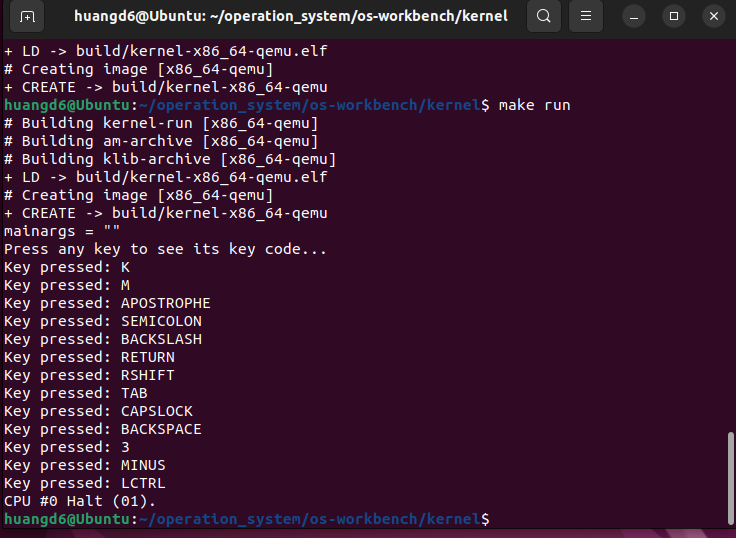 huangd6@Ubuntu: ~/operation_system/os-workbench/kernel
+ LD -> build/kernel-x86_64-qemu.elf
# Creating image [x86_64-qemu]
+ CREATE -> build/kernel-x86_64-qemu
huangd6@Ubuntu:~/operation_system/os-workbench/kernel$ make run
# Building kernel-run [x86_64-qemu]
# Building am-archive [x86_64-qemu]
# Building klib-archive [x86_64-qemu]
+ LD -> build/kernel-x86_64-qemu.elf
# Creating image [x86_64-qemu]
+ CREATE -> build/kernel-x86_64-qemu
mainargs = ""
Press any key to see its key code...
Key pressed: K
Key pressed: M
Key pressed: APOSTROPHE
Key pressed: SEMICOLON
Key pressed: BACKSLASH
Key pressed: RETURN
Key pressed: RSHIFT
Key pressed: TAB
Key pressed: CAPSLOCK
Key pressed: BACKSPACE
Key pressed: 3
Key pressed: MINUS
Key pressed: LCTRL
CPU #0 Halt (01).
huangd6@Ubuntu:~/operation_system/os-workbench/kernel$